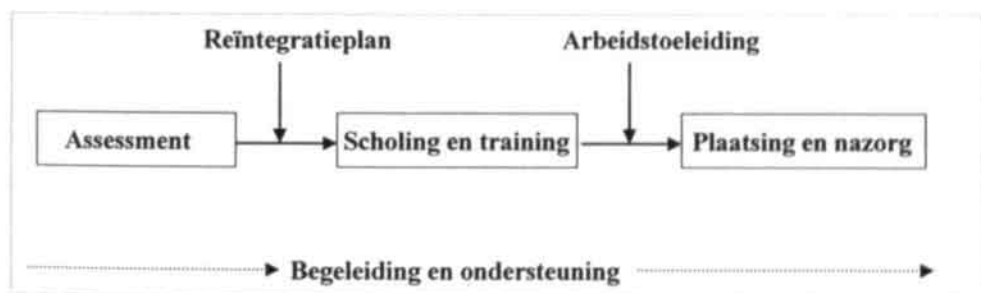 Reïntegratieplan
Arbeidstoeleiding
Assessment
Scholing en training
Plaatsing en nazorg
Begeleiding en ondersteuning